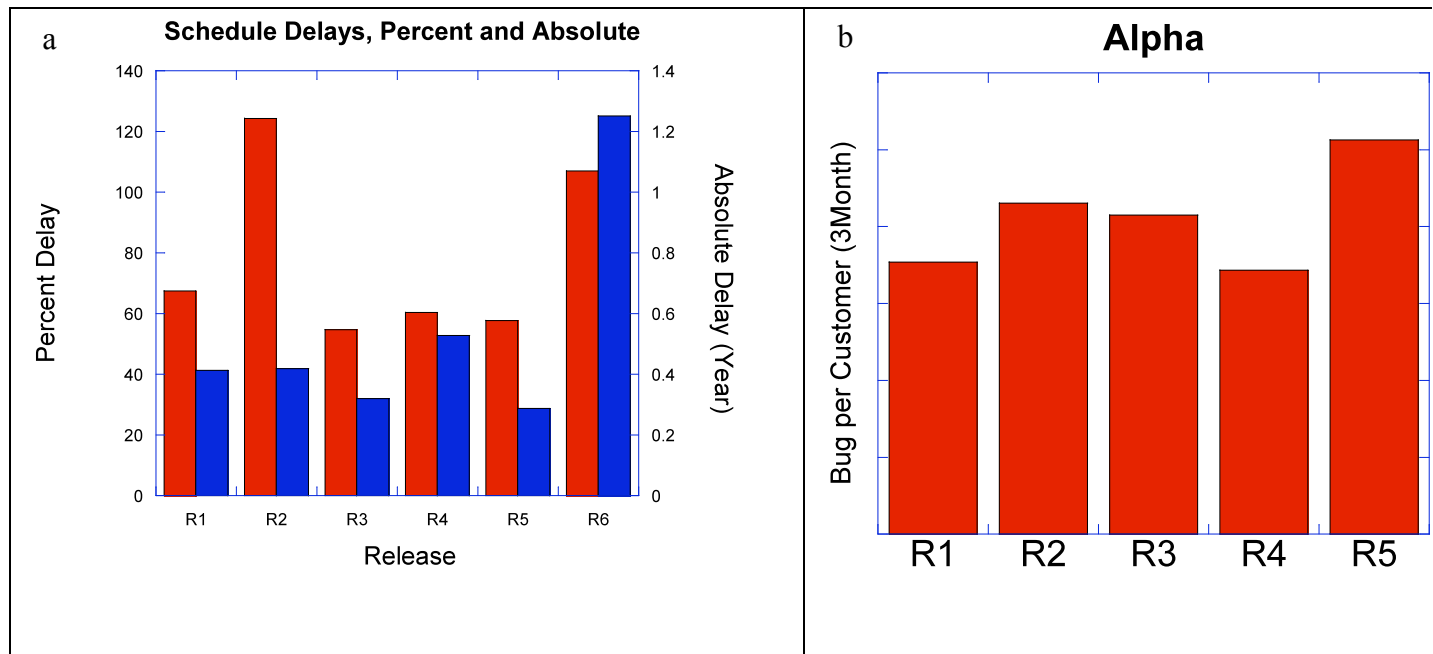 a
Schedule Delays, Percent and Absolute
140
120
100
80
60
40
20
0
Percent Delay
1.4
1.2
1
0.8
0.6
0.4
0.2
0
Absolute Delay (Year)
R1 R2 R3 R4 R5 R6
Release
b
Alpha
Bug per Customer (3Month)
R1 R2 R3 R4 R5